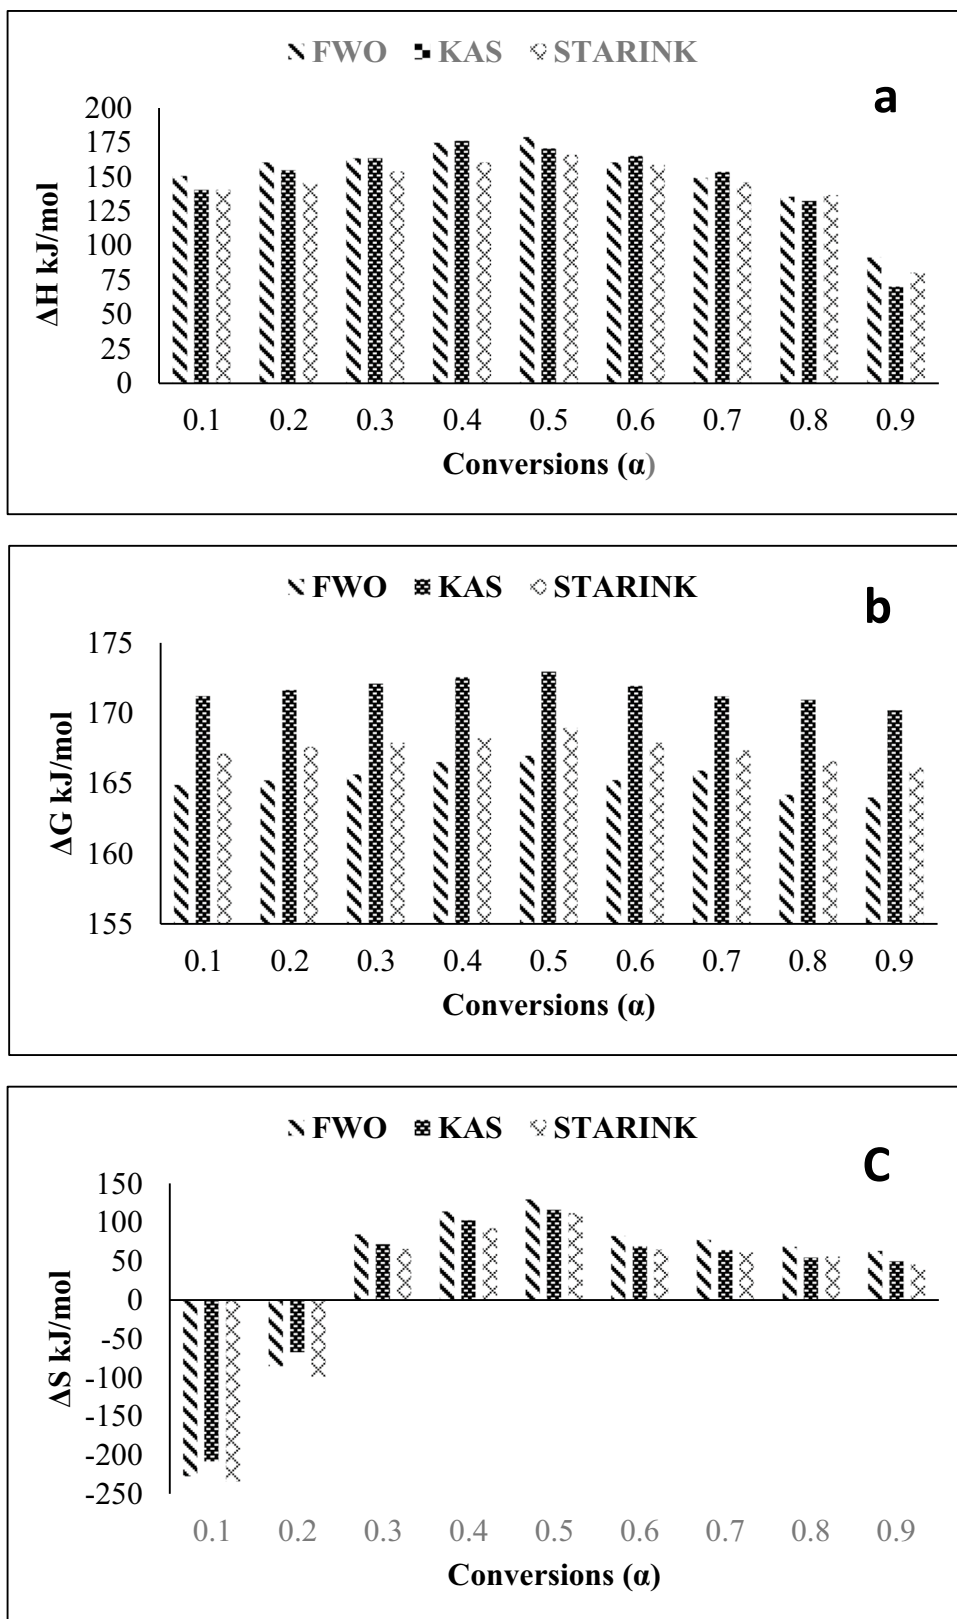 FWO KAS STARINK
a
200
175
150
125
100
75
50
25
0
ΔH kJ/mol
0.1 0.2 0.3 0.4 0.5 0.6 0.7 0.8 0.9
Conversions (α)
FWO KAS STARINK
b
175
170
165
160
155
ΔG kJ/mol
0.1 0.2 0.3 0.4 0.5 0.6 0.7 0.8 0.9
Conversions (α)
FWO KAS STARINK
C
150
100
50
0
-50
-100
-150
-200
-250
ΔS kJ/mol
0.1 0.2 0.3 0.4 0.5 0.6 0.7 0.8 0.9
Conversions (α)